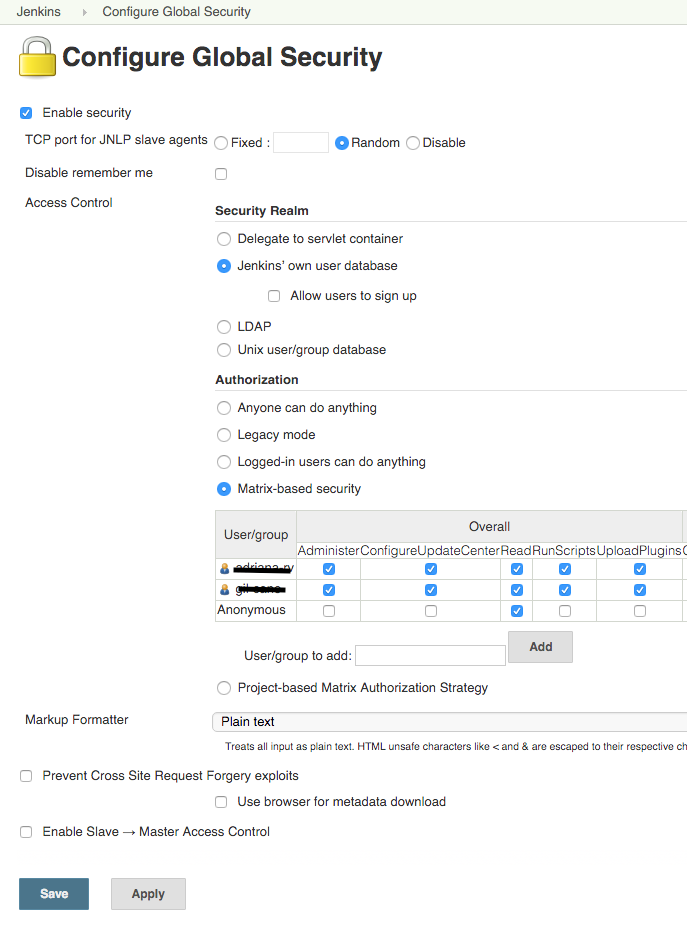 Jenkins Configure Global Security
Configure Global Security
Enable security
TCP port for JNLP slave agents Fixed : Random Disable
Disable remember me
Access Control
Security Realm
Delegate to servlet container
Jenkins' own user database
Allow users to sign up
LDAP
Unix user/group database
Authorization
Anyone can do anything
Legacy mode
Logged-in users can do anything
Matrix-based security
User/group Overall
Administer ConfigureUpdateCenter Read RunScripts UploadPlugins
Anonymous
User/group to add: Add
Project-based Matrix Authorization Strategy
Markup Formatter Plain text
Treats all input as plain text. HTML unsafe characters like < and & are escaped to their respective ch
Prevent Cross Site Request Forgery exploits
Use browser for metadata download
Enable Slave → Master Access Control
Save Apply